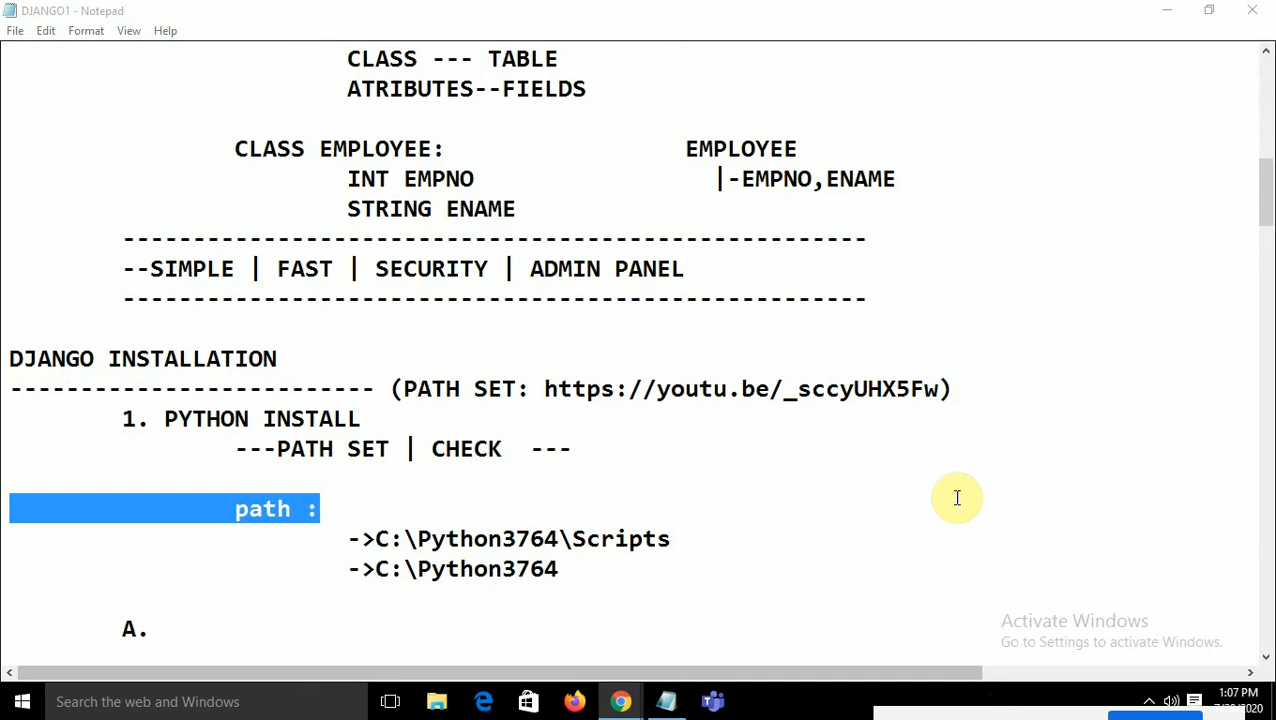 DJANGO1 - Notepad
File Edit Format View Help
CLASS --- TABLE
ATRIBUTES--FIELDS
CLASS EMPLOYEE: EMPLOYEE
INT EMPNO |-EMPNO,ENAME
STRING ENAME
-----------------------------------------------------
--SIMPLE | FAST | SECURITY | ADMIN PANEL
-----------------------------------------------------
DJANGO INSTALLATION
-------------------------- (PATH SET: https://youtu.be/_sccyUHX5Fw)
1. PYTHON INSTALL
---PATH SET | CHECK ---
path :
->C:\Python3764\Scripts
->C:\Python3764
A.
Activate Windows
Go to Settings to activate Windows.
Search the web and Windows
1:07 PM